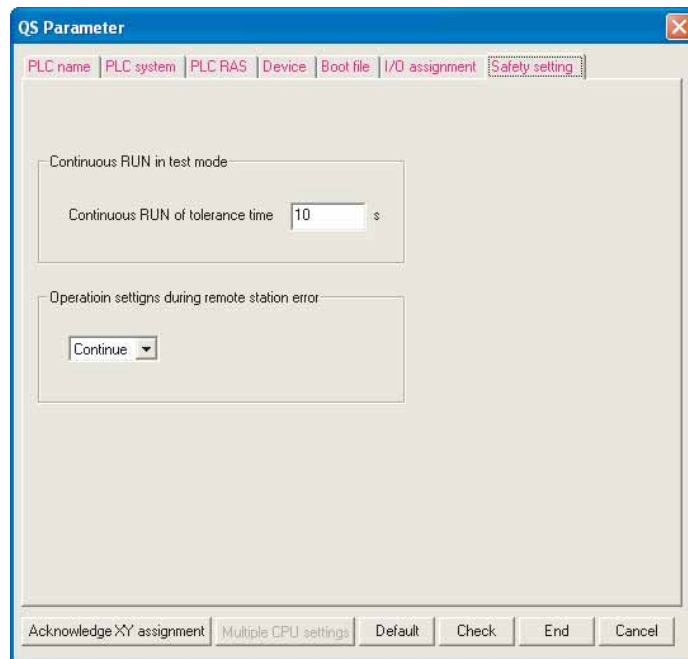 QS Parameter
PLC name PLC system PLC RAS Device Boot file I/O assignment Safety setting
Continuous RUN in test mode
Continuous RUN of tolerance time 10 s
Operatioin settigns during remote station error
Continue
Acknowledge XY assignment Multiple CPU settings Default Check End Cancel